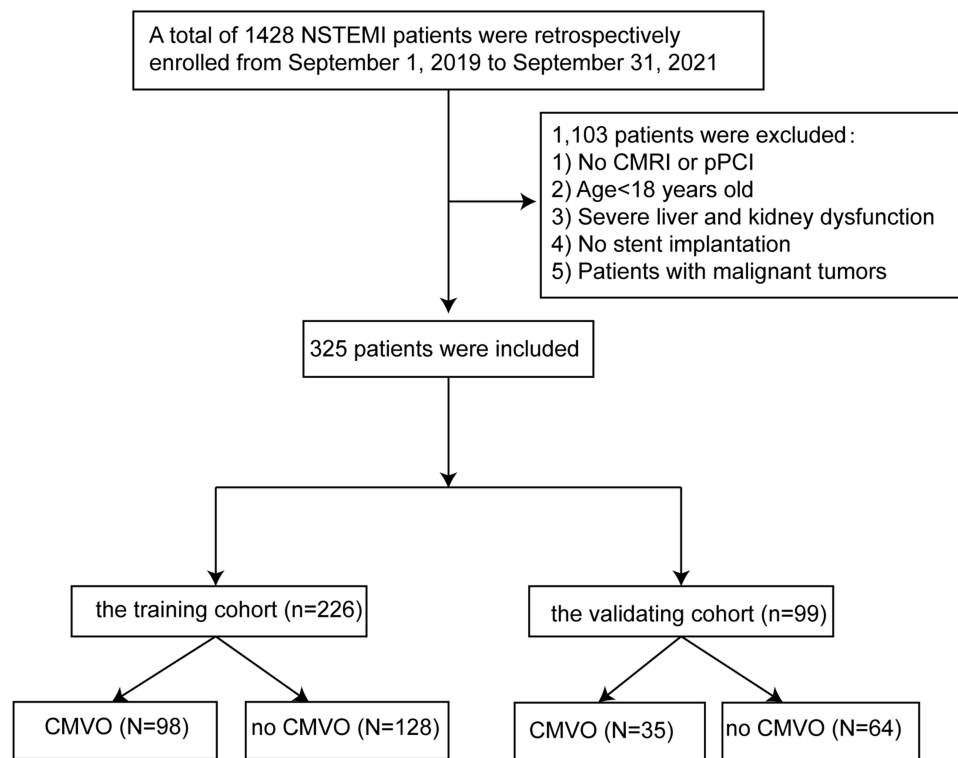 A total of 1428 NSTEMI patients were retrospectively
enrolled from September 1, 2019 to September 31, 2021
1,103 patients were excluded:
1) No CMRI or pPCI
2) Age<18 years old
3) Severe liver and kidney dysfunction
4) No stent implantation
5) Patients with malignant tumors
325 patients were included
the training cohort (n=226)
the validating cohort (n=99)
CMVO (N=98)
no CMVO (N=128)
CMVO (N=35)
no CMVO (N=64)